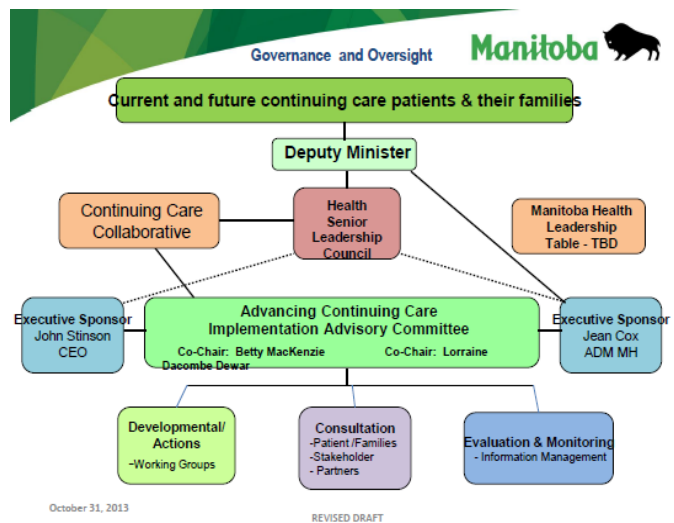 Governance and Oversight
Manitoba
Current and future continuing care patients & their families
Deputy Minister
Continuing Care
Collaborative
Health
Senior
Leadership
Council
Manitoba Health
Leadership
Table - TBD
Executive Sponsor
John Stinson
CEO
Advancing Continuing Care
Implementation Advisory Committee
Co-Chair: Betty MacKenzie Co-Chair: Lorraine
Dacombe Dewar
Executive Sponsor
Jean Cox
ADM MH
Developmental/
Actions
-Working Groups
Consultation
-Patient /Families
-Stakeholder
- Partners
Evaluation & Monitoring
- Information Management
October 31, 2013
REVISED DRAFT